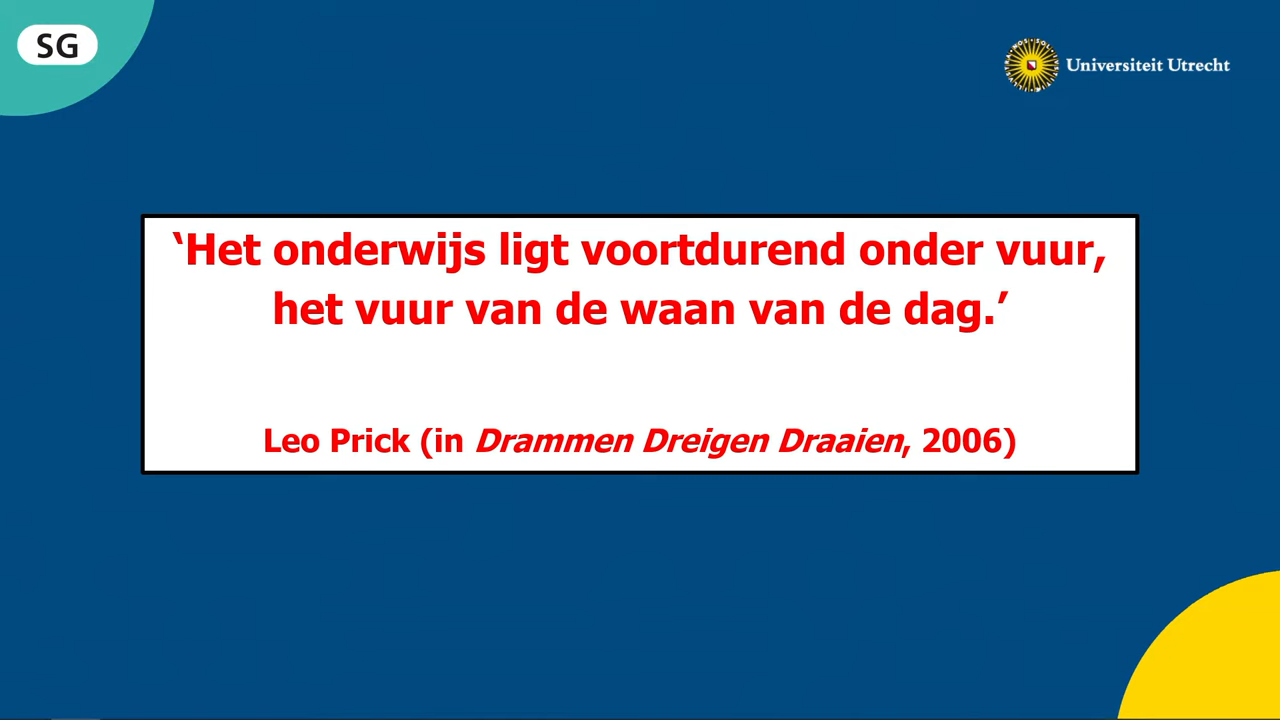 SG
Universiteit Utrecht
‘Het onderwijs ligt voortdurend onder vuur,
het vuur van de waan van de dag.’
Leo Prick (in Drammen Dreigen Draaien, 2006)